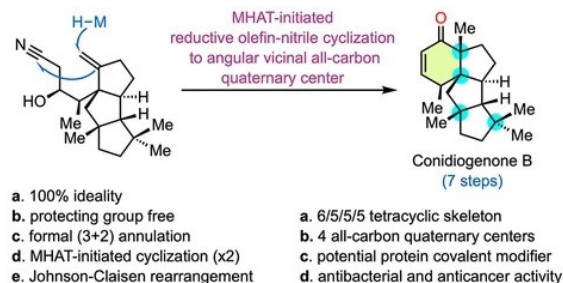 H–M
MHAT-initiated
reductive olefin-nitrile cyclization
to angular vicinal all-carbon
quaternary center
N
HO
H
H
Me
Me
Me
Me
O
Me
H
H
Me
Me
Me
Me
Conidiogenone B
(7 steps)
a. 100% ideality
b. protecting group free
c. formal (3+2) annulation
d. MHAT-initiated cyclization (x2)
e. Johnson-Claisen rearrangement
a. 6/5/5/5 tetracyclic skeleton
b. 4 all-carbon quaternary centers
c. potential protein covalent modifier
d. antibacterial and anticancer activity